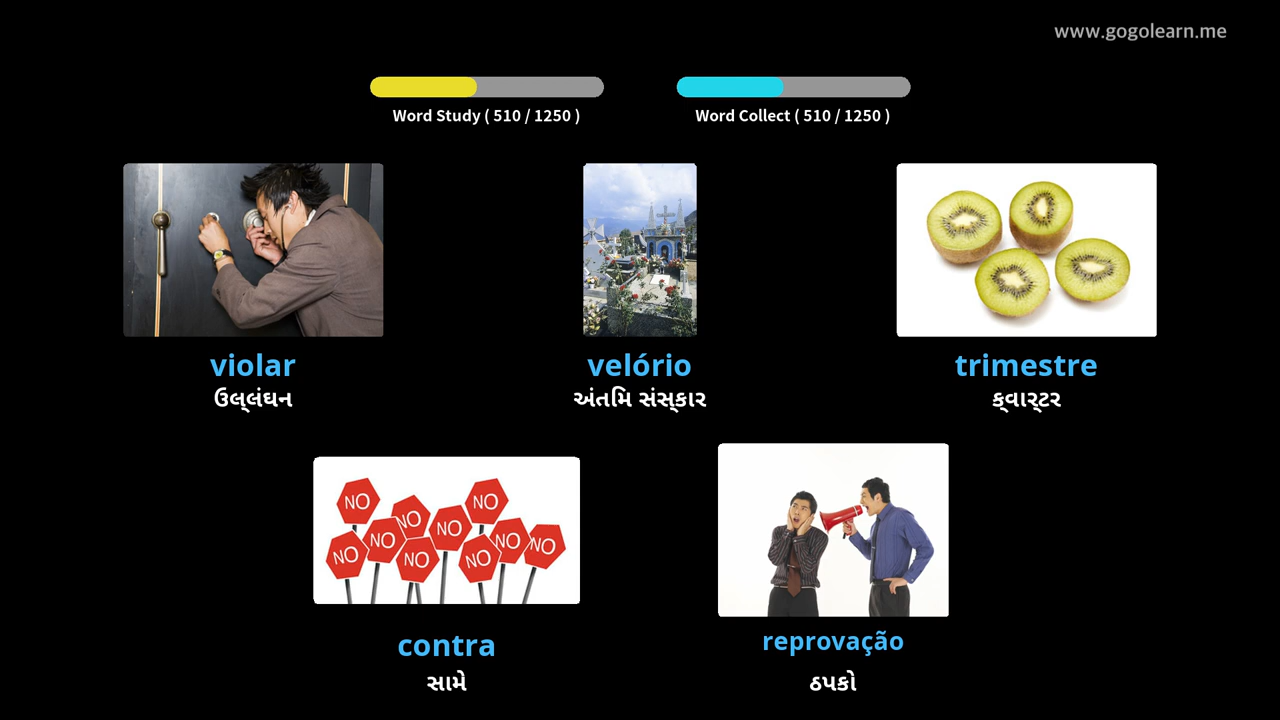 www.gogolearn.me
Word Study ( 510 / 1250 )
Word Collect ( 510 / 1250 )
violar
ઉલ્લંઘન
velório
અંતિમ સંસ્કાર
trimestre
ક્વાર્ટર
NO NO NO NO NO NO NO NO NO NO
contra
સામે
reprovação
ઠપકો